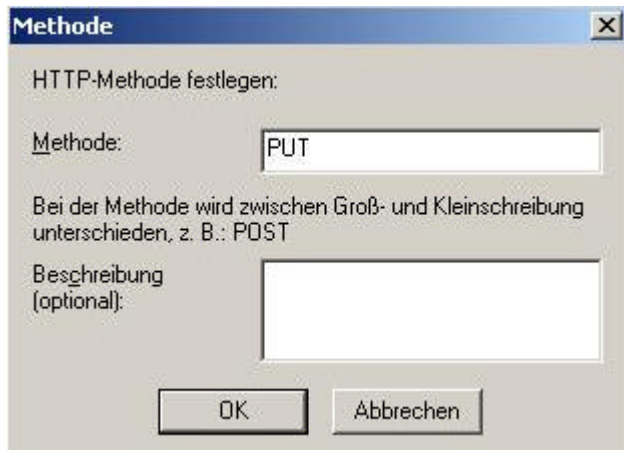 Methode
HTTP-Methode festlegen:
Methode:
PUT
Bei der Methode wird zwischen Groß- und Kleinschreibung
unterschieden, z. B.: POST
Beschreibung
(optional):
OK
Abbrechen